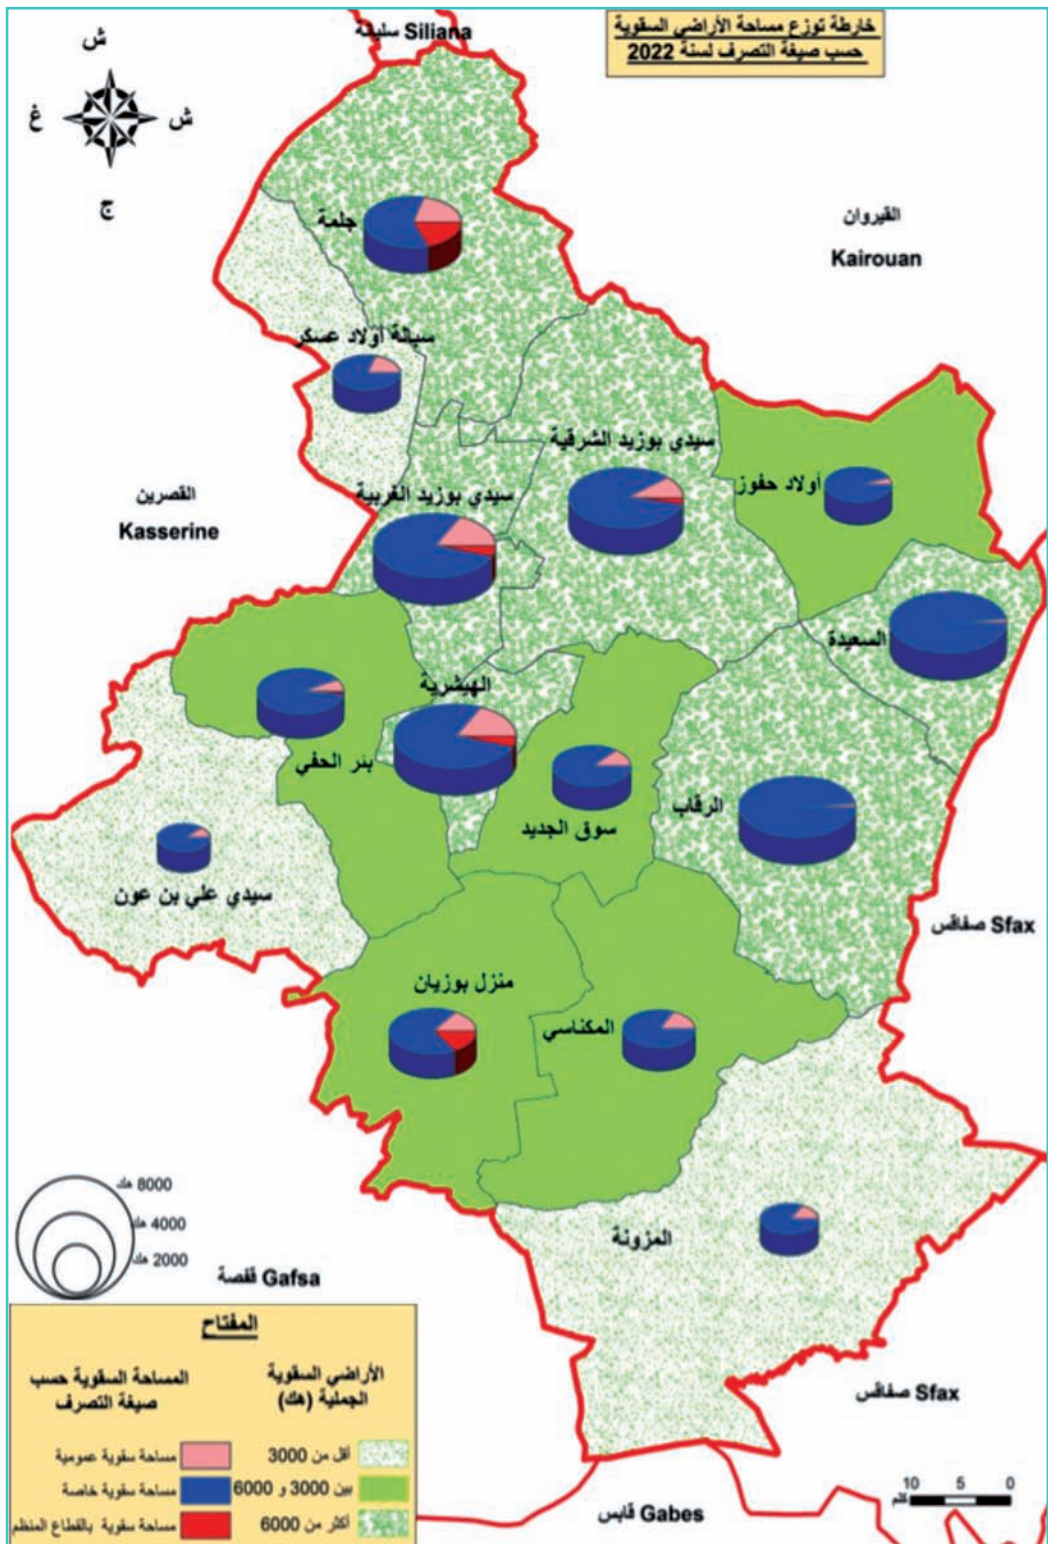 خارطة توزع مساحة الأراضي السقوية
حسب صيغة التصرف لسنة 2022
سليانة Siliana
ش
غ
ش
ج
القيروان
Kairouan
جلمة
سبالة أولاد عسكر
سيدي بوزيد الشرقية
أولاد حفوز
سيدي بوزيد الغربية
القصرين
Kasserine
السعيدة
الهيشرية
بئر الحفي
الرقاب
سوق الجديد
سيدي علي بن عون
صفاقس Sfax
منزل بوزيان
المكناسي
المزونة
8000 هك
4000 هك
2000 هك
قفصة Gafsa
صفاقس Sfax
قابس Gabes
10 5 0
كلم
المفتاح
الأراضي السقوية
الجملية (هك)
أقل من 3000
بين 3000 و 6000
أكثر من 6000
المساحة السقوية حسب
صيغة التصرف
مساحة سقوية عمومية
مساحة سقوية خاصة
مساحة سقوية بالقطاع المنظم